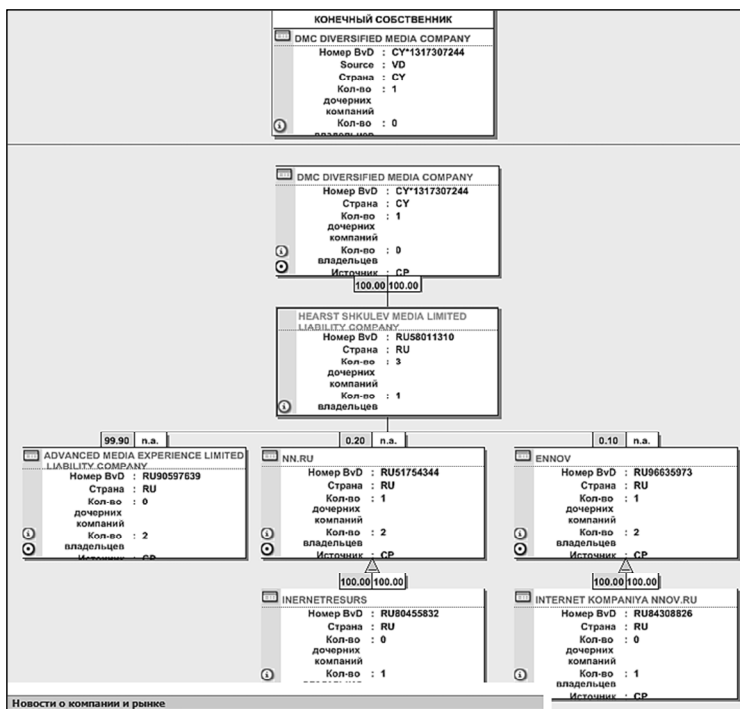 КОНЕЧНЫЙ СОБСТВЕННИК
DMC DIVERSIFIED MEDIA COMPANY
Номер BvD : CY*1317307244
Source : VD
Страна : CY
Кол-во : 1
дочерних
компаний
Кол-во : 0
владельцев
DMC DIVERSIFIED MEDIA COMPANY
Номер BvD : CY*1317307244
Страна : CY
Кол-во : 1
дочерних
компаний
Кол-во : 0
владельцев
Источник : CP
100.00 100.00
HEARST SHKULEV MEDIA LIMITED
LIABILITY COMPANY
Номер BvD : RU58011310
Страна : RU
Кол-во : 3
дочерних
компаний
Кол-во : 1
владельцев
99.90 n.a.
ADVANCED MEDIA EXPERIENCE LIMITED
LIABILITY COMPANY
Номер BvD : RU90597639
Страна : RU
Кол-во : 0
дочерних
компаний
Кол-во : 2
владельцев
Источник : CP
0.20 n.a.
NN.RU
Номер BvD : RU51754344
Страна : RU
Кол-во : 1
дочерних
компаний
Кол-во : 2
владельцев
Источник : CP
100.00 100.00
INERNETRESURS
Номер BvD : RU80455832
Страна : RU
Кол-во : 0
дочерних
компаний
Кол-во : 1
0.10 n.a.
ENNOV
Номер BvD : RU96635973
Страна : RU
Кол-во : 1
дочерних
компаний
Кол-во : 2
владельцев
Источник : CP
100.00 100.00
INTERNET KOMPANIYA NNOV.RU
Номер BvD : RU84308826
Страна : RU
Кол-во : 0
дочерних
компаний
Кол-во : 1
владельцев
Источник : CP
Новости о компании и рынке